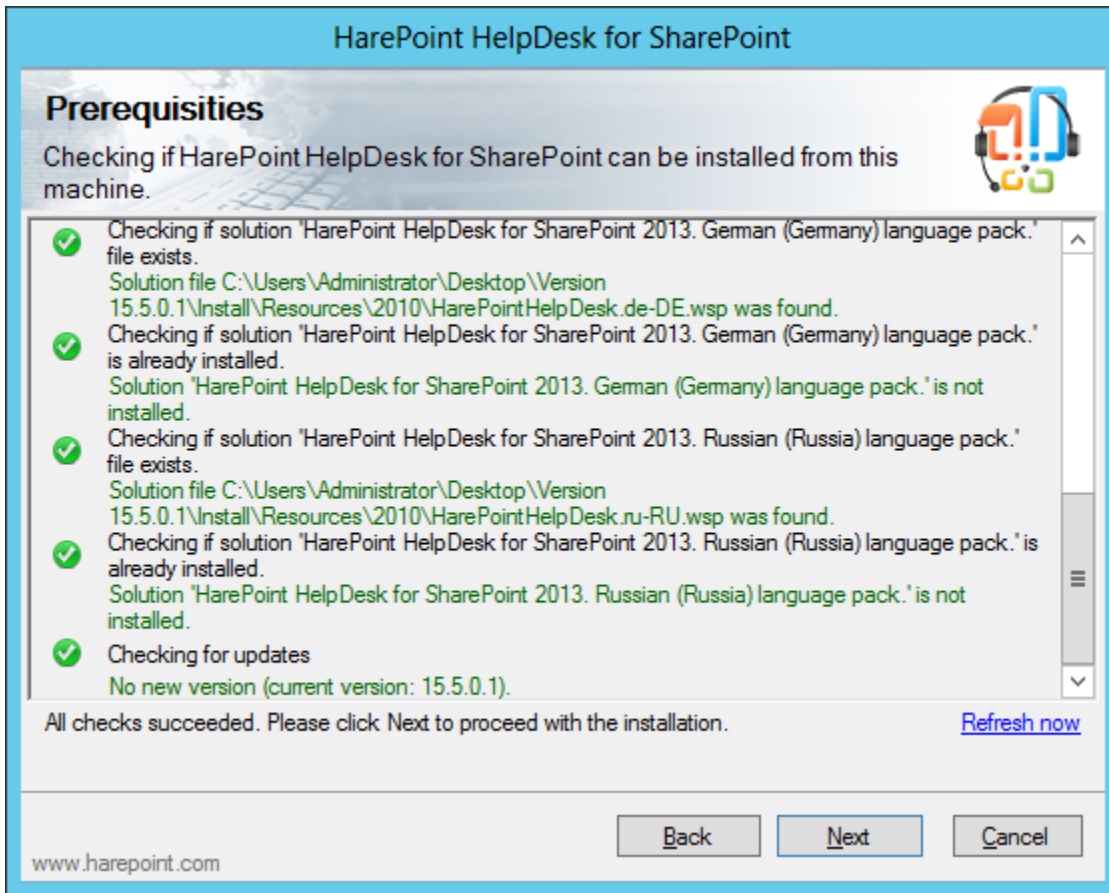 HarePoint HelpDesk for SharePoint
Prerequisities
Checking if HarePoint HelpDesk for SharePoint can be installed from this
machine.
Checking if solution 'HarePoint HelpDesk for SharePoint 2013. German (Germany) language pack.'
file exists.
Solution file C:\Users\Administrator\Desktop\Version
15.5.0.1\Install\Resources\2010\HarePointHelpDesk.de-DE.wsp was found.
Checking if solution 'HarePoint HelpDesk for SharePoint 2013. German (Germany) language pack.'
is already installed.
Solution 'HarePoint HelpDesk for SharePoint 2013. German (Germany) language pack.' is not
installed.
Checking if solution 'HarePoint HelpDesk for SharePoint 2013. Russian (Russia) language pack.'
file exists.
Solution file C:\Users\Administrator\Desktop\Version
15.5.0.1\Install\Resources\2010\HarePointHelpDesk.ru-RU.wsp was found.
Checking if solution 'HarePoint HelpDesk for SharePoint 2013. Russian (Russia) language pack.' is
already installed.
Solution 'HarePoint HelpDesk for SharePoint 2013. Russian (Russia) language pack.' is not
installed.
Checking for updates
No new version (current version: 15.5.0.1).
All checks succeeded. Please click Next to proceed with the installation.
Refresh now
Back
Next
Cancel
www.harepoint.com